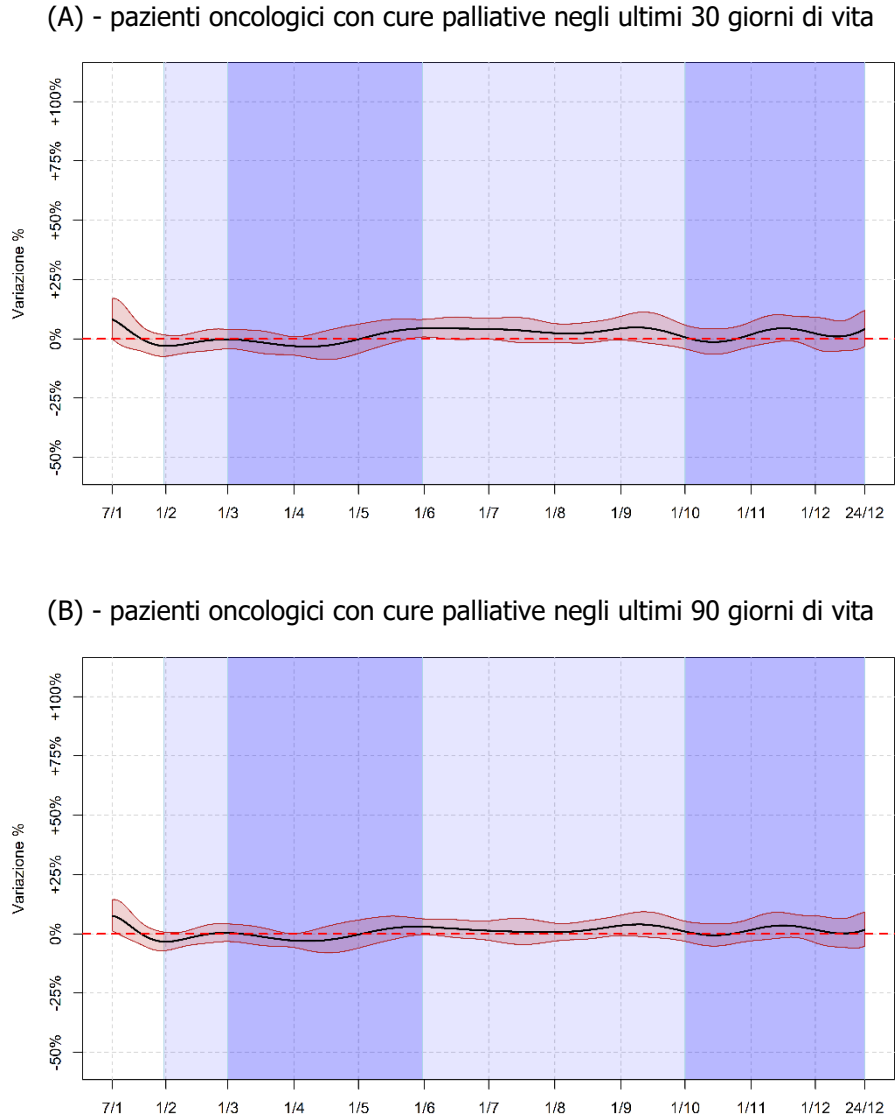 (A) - pazienti oncologici con cure palliative negli ultimi 30 giorni di vita
+100%
+75%
+50%
+25%
0%
-25%
-50%
Variazione %
7/1 1/2 1/3 1/4 1/5 1/6 1/7 1/8 1/9 1/10 1/11 1/12 24/12
(B) - pazienti oncologici con cure palliative negli ultimi 90 giorni di vita
+100%
+75%
+50%
+25%
0%
-25%
-50%
Variazione %
7/1 1/2 1/3 1/4 1/5 1/6 1/7 1/8 1/9 1/10 1/11 1/12 24/12